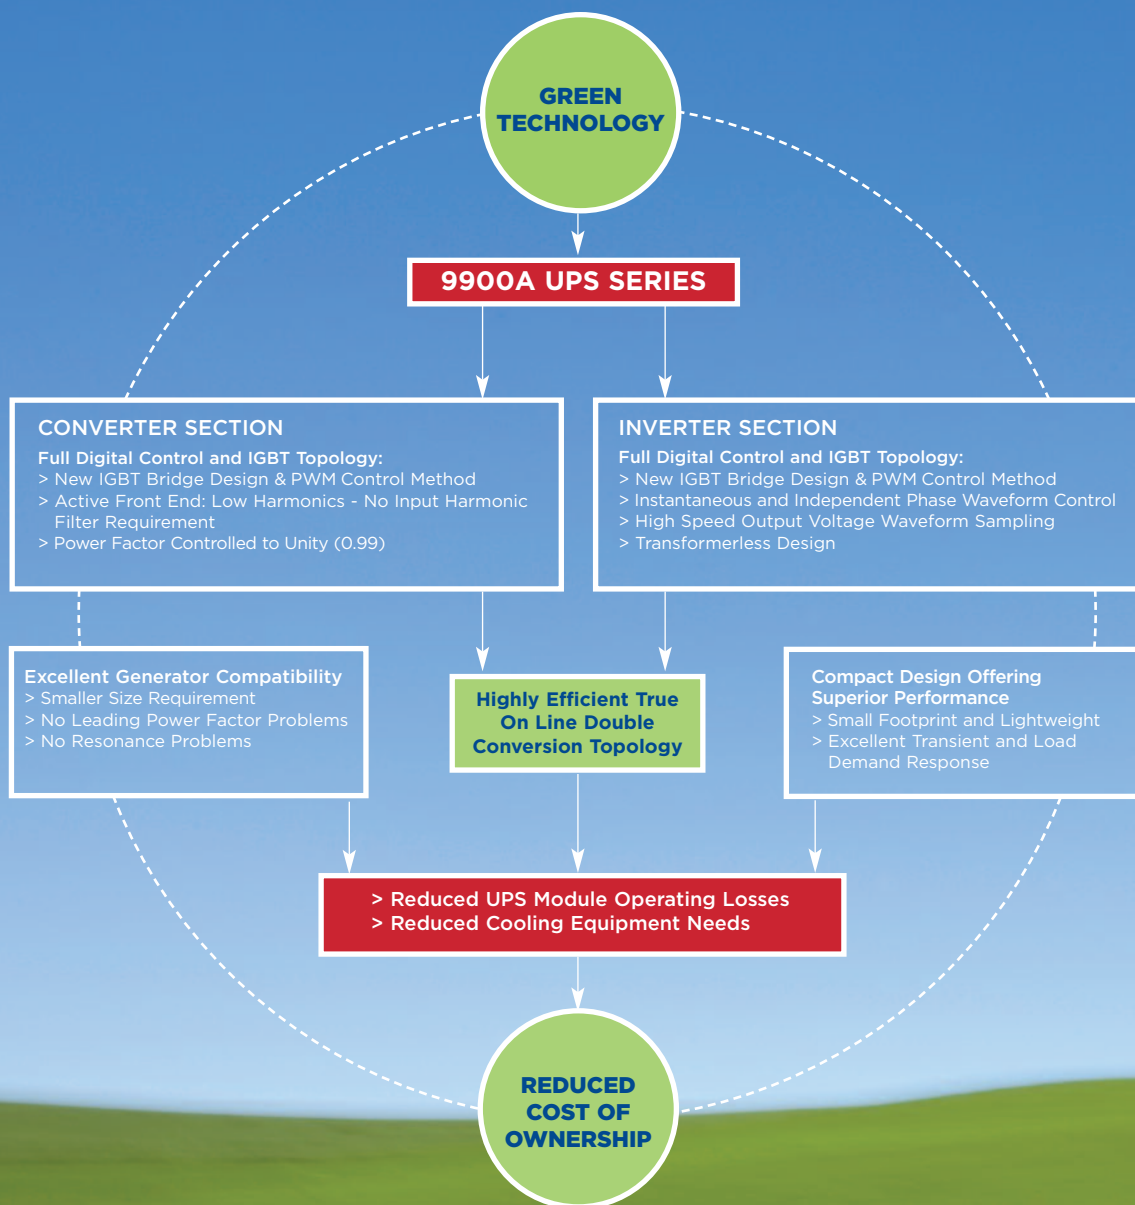 GREEN
TECHNOLOGY
9900A UPS SERIES
CONVERTER SECTION
Full Digital Control and IGBT Topology:
> New IGBT Bridge Design & PWM Control Method
> Active Front End: Low Harmonics - No Input Harmonic
Filter Requirement
> Power Factor Controlled to Unity (0.99)
INVERTER SECTION
Full Digital Control and IGBT Topology:
> New IGBT Bridge Design & PWM Control Method
> Instantaneous and Independent Phase Waveform Control
> High Speed Output Voltage Waveform Sampling
> Transformerless Design
Excellent Generator Compatibility
> Smaller Size Requirement
> No Leading Power Factor Problems
> No Resonance Problems
Highly Efficient True
On Line Double
Conversion Topology
Compact Design Offering
Superior Performance
> Small Footprint and Lightweight
> Excellent Transient and Load
Demand Response
> Reduced UPS Module Operating Losses
> Reduced Cooling Equipment Needs
REDUCED
COST OF
OWNERSHIP